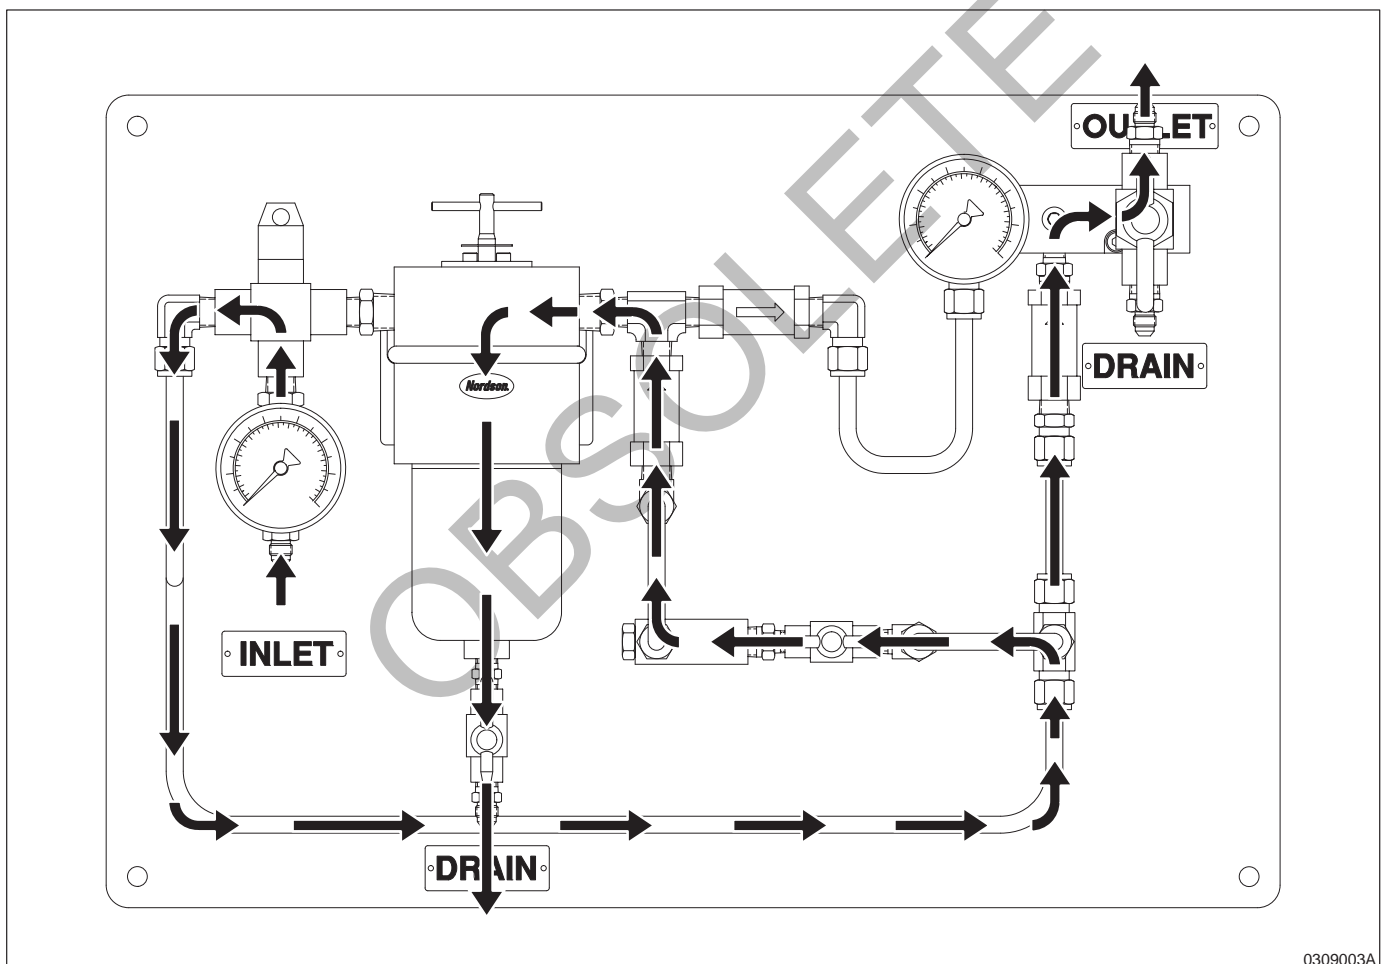 OUTLET
DRAIN
Nordson
INLET
DRAIN
OBSOLETE
0309003A